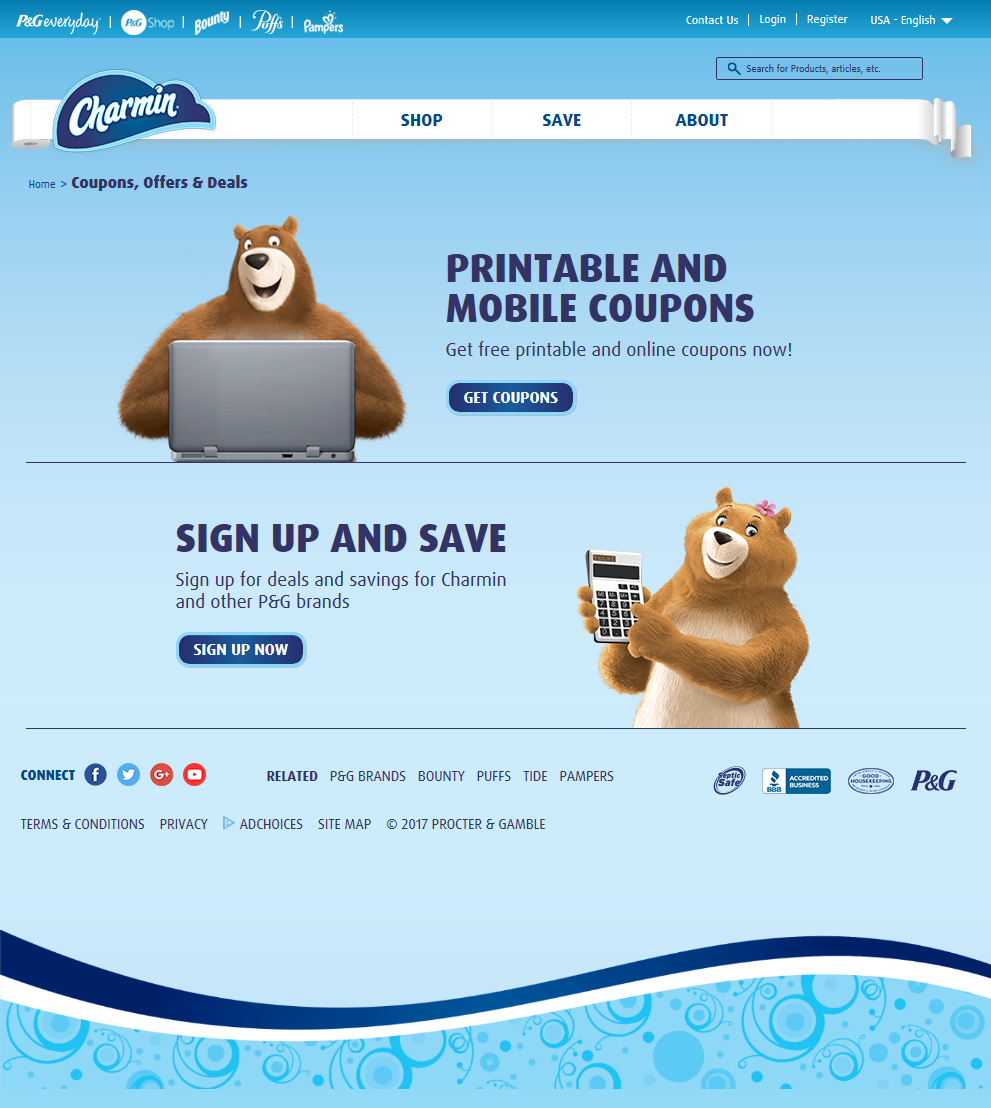 P&G everyday | P&G Shop | Bounty | Puffs | Pampers
Contact Us | Login | Register USA - English
Search for Products, articles, etc.
Charmin
SHOP SAVE ABOUT
Home > Coupons, Offers & Deals
PRINTABLE AND
MOBILE COUPONS
Get free printable and online coupons now!
GET COUPONS
SIGN UP AND SAVE
Sign up for deals and savings for Charmin
and other P&G brands
SIGN UP NOW
CONNECT RELATED P&G BRANDS BOUNTY PUFFS TIDE PAMPERS
Septic Safe
BBB ACCREDITED BUSINESS
GOOD HOUSEKEEPING
P&G
TERMS & CONDITIONS PRIVACY ADCHOICES SITE MAP © 2017 PROCTER & GAMBLE